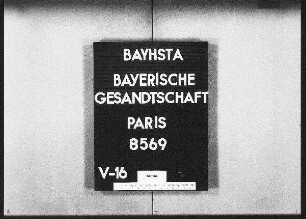 BAYHSTA
BAYERISCHE
GESANDTSCHAFT
PARIS
8569
V-16